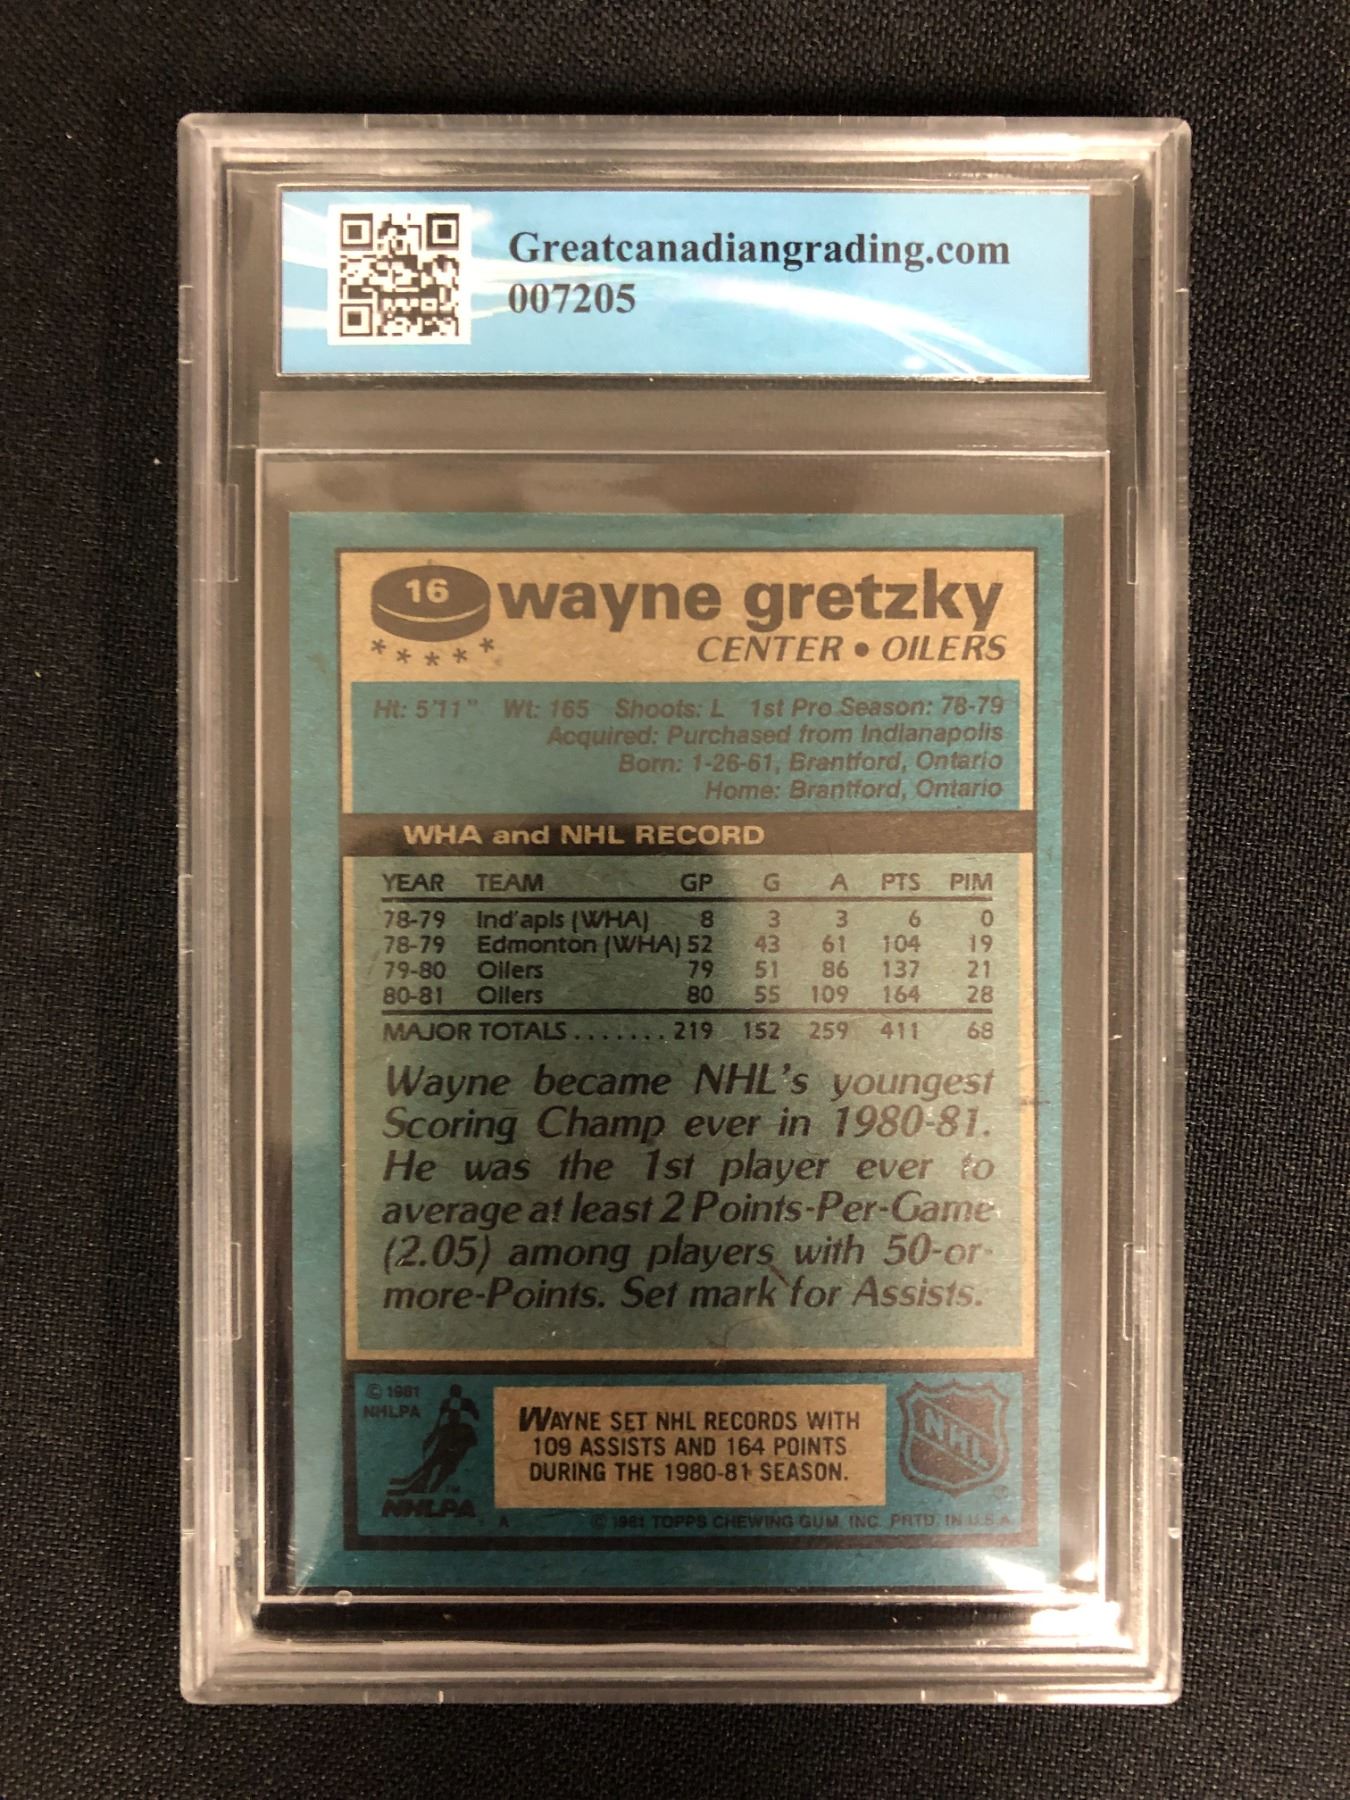 Greatcanadiangrading.com
007205
16 wayne gretzky
* * * * *
CENTER • OILERS
Ht: 5'11" Wt: 165 Shoots: L 1st Pro Season: 78-79
Acquired: Purchased from Indianapolis
Born: 1-26-61, Brantford, Ontario
Home: Brantford, Ontario
WHA and NHL RECORD
YEAR TEAM GP G A PTS PIM
78-79 Ind'apls (WHA) 8 3 3 6 0
78-79 Edmonton (WHA) 52 43 61 104 19
79-80 Oilers 79 51 86 137 21
80-81 Oilers 80 55 109 164 28
MAJOR TOTALS ....... 219 152 259 411 68
Wayne became NHL's youngest
Scoring Champ ever in 1980-81.
He was the 1st player ever to
average at least 2 Points-Per-Game
(2.05) among players with 50-or-
more-Points. Set mark for Assists.
© 1981
NHLPA
WAYNE SET NHL RECORDS WITH
109 ASSISTS AND 164 POINTS
DURING THE 1980-81 SEASON.
NHL
NHLPA
A © 1981 TOPPS CHEWING GUM, INC. PRTD. IN U.S.A.